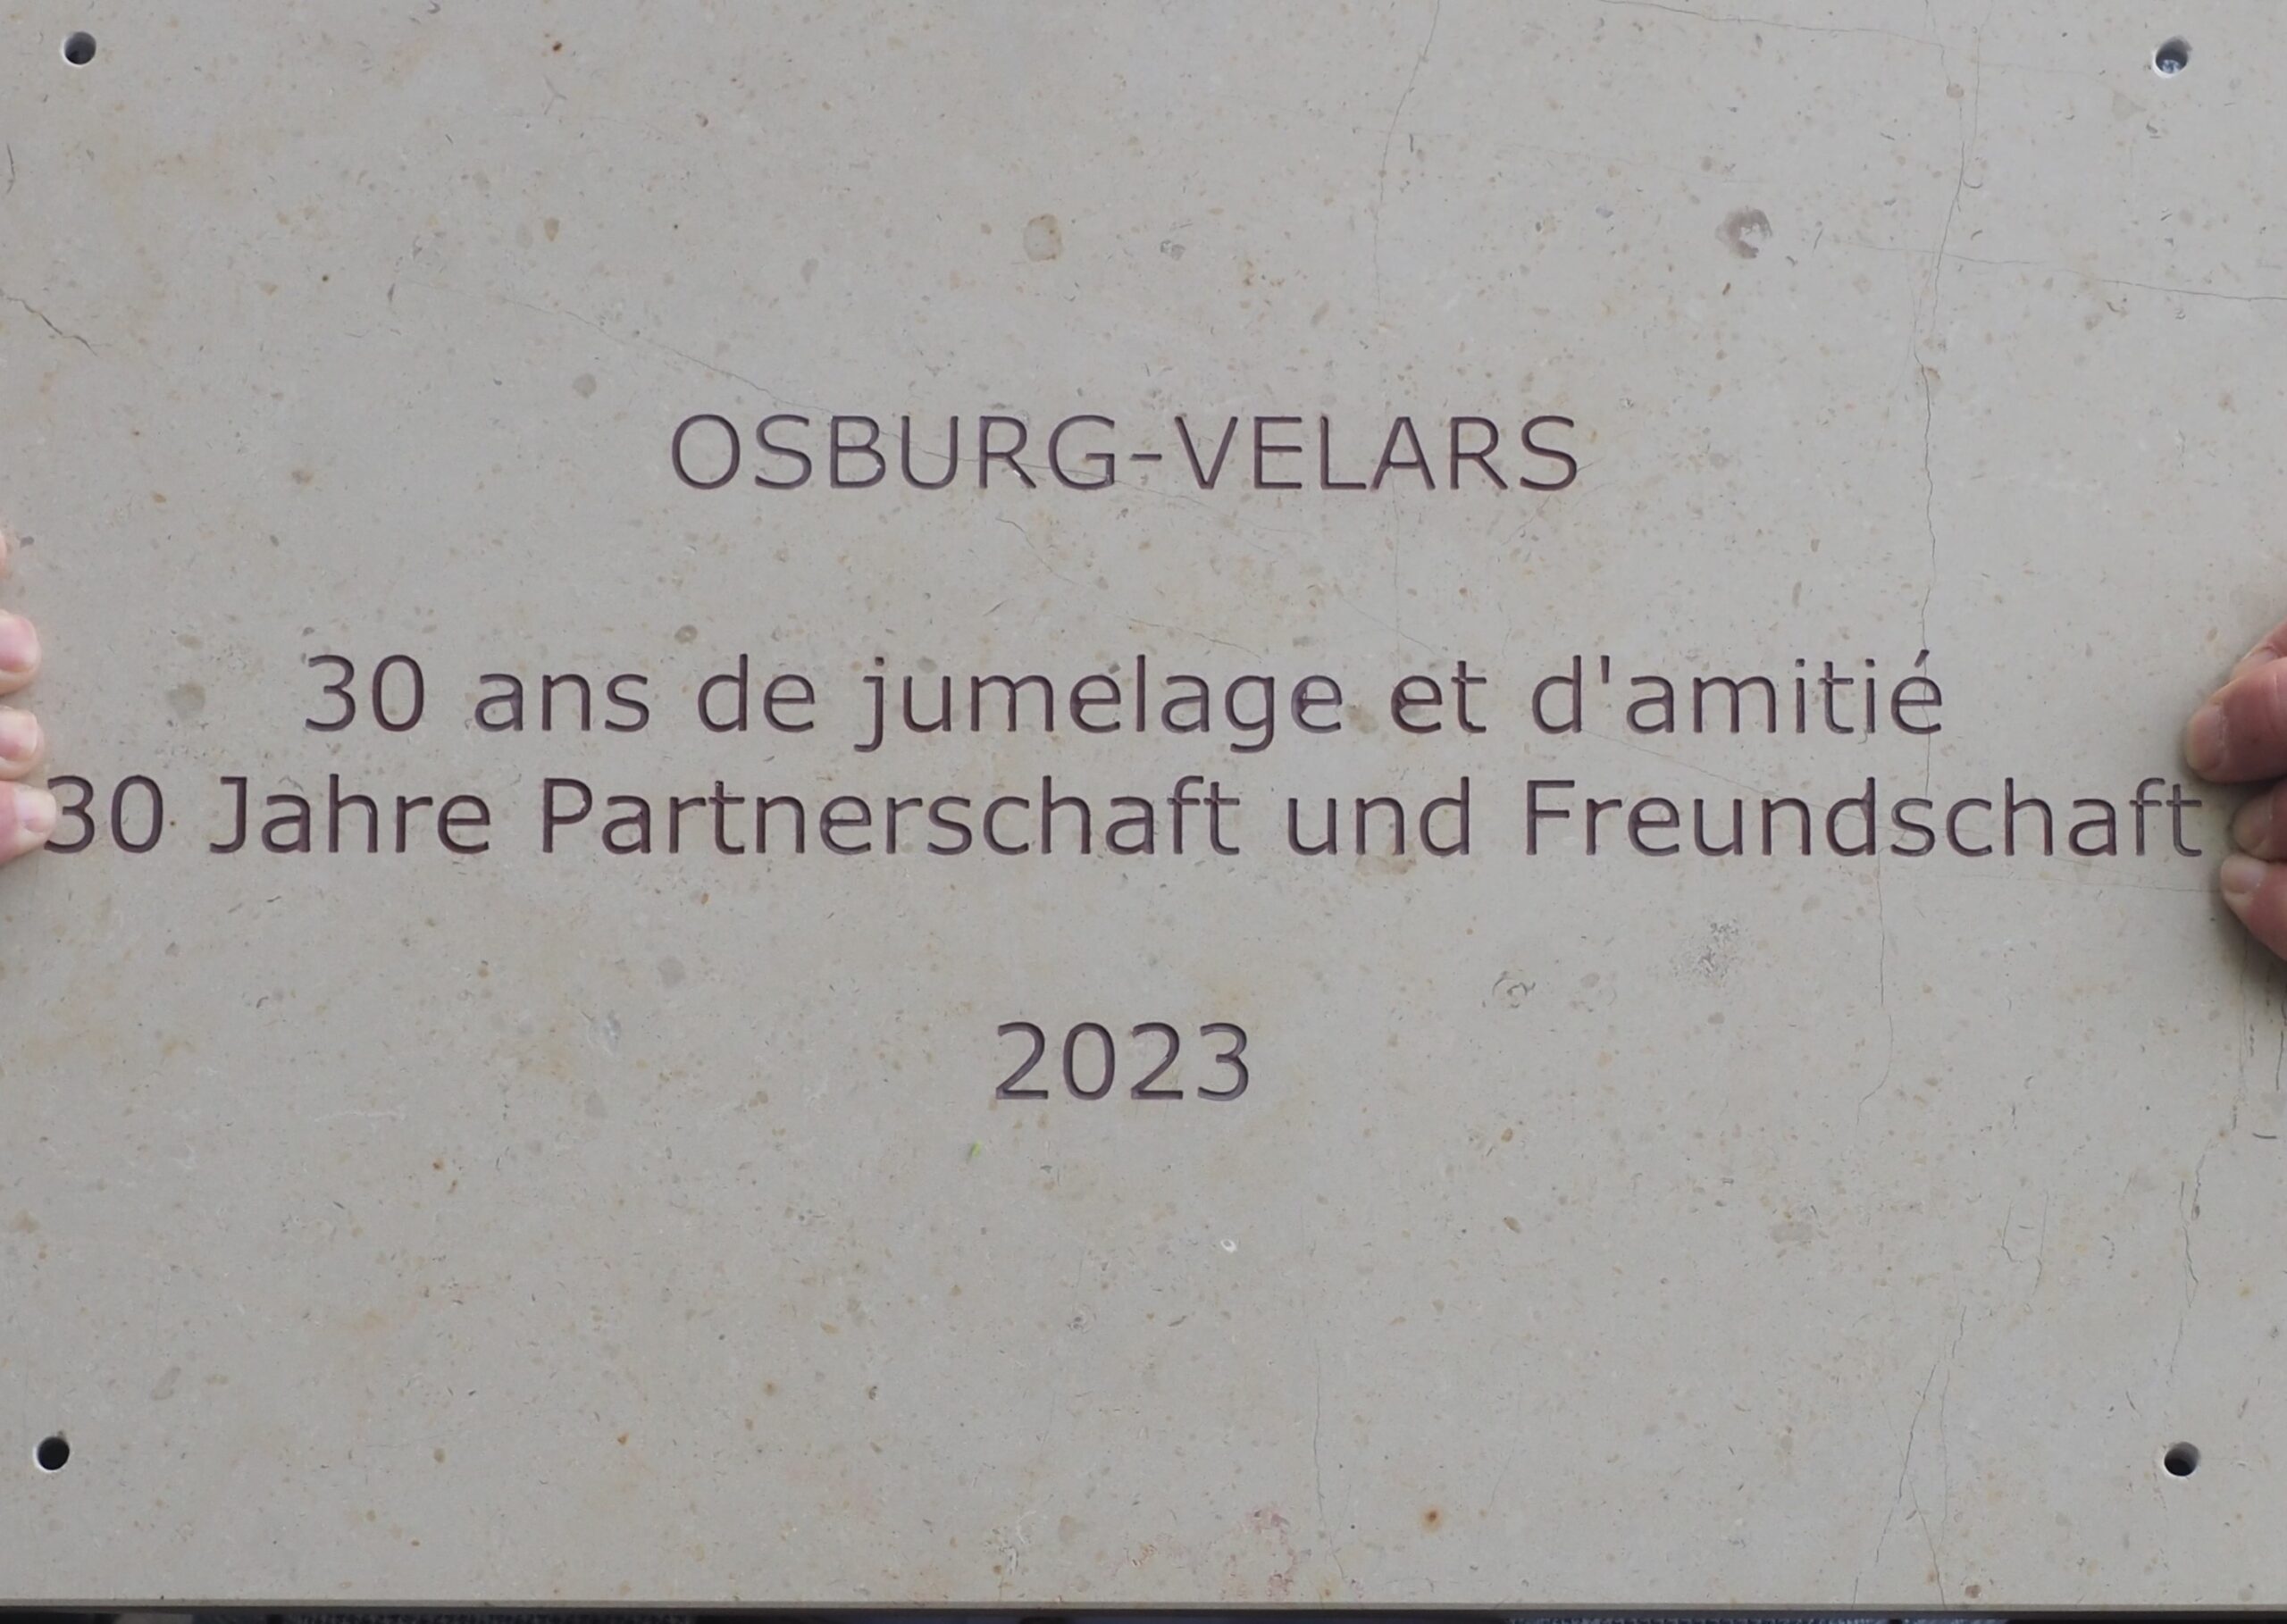 OSBURG-VELARS
30 ans de jumelage et d'amitié
30 Jahre Partnerschaft und Freundschaft
2023